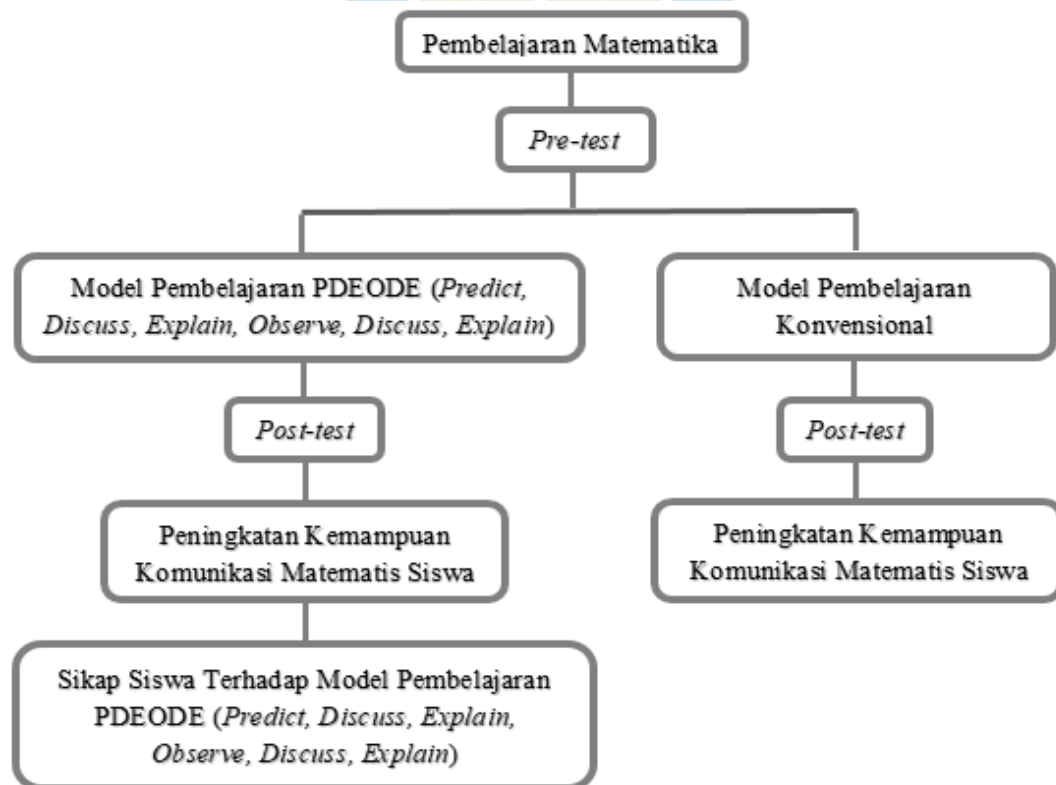 Pembelajaran Matematika
Pre-test
Model Pembelajaran PDEODE (Predict,
Discuss, Explain, Observe, Discuss, Explain)
Model Pembelajaran
Konvensional
Post-test
Post-test
Peningkatan Kemampuan
Komunikasi Matematis Siswa
Peningkatan Kemampuan
Komunikasi Matematis Siswa
Sikap Siswa Terhadap Model Pembelajaran
PDEODE (Predict, Discuss, Explain,
Observe, Discuss, Explain)